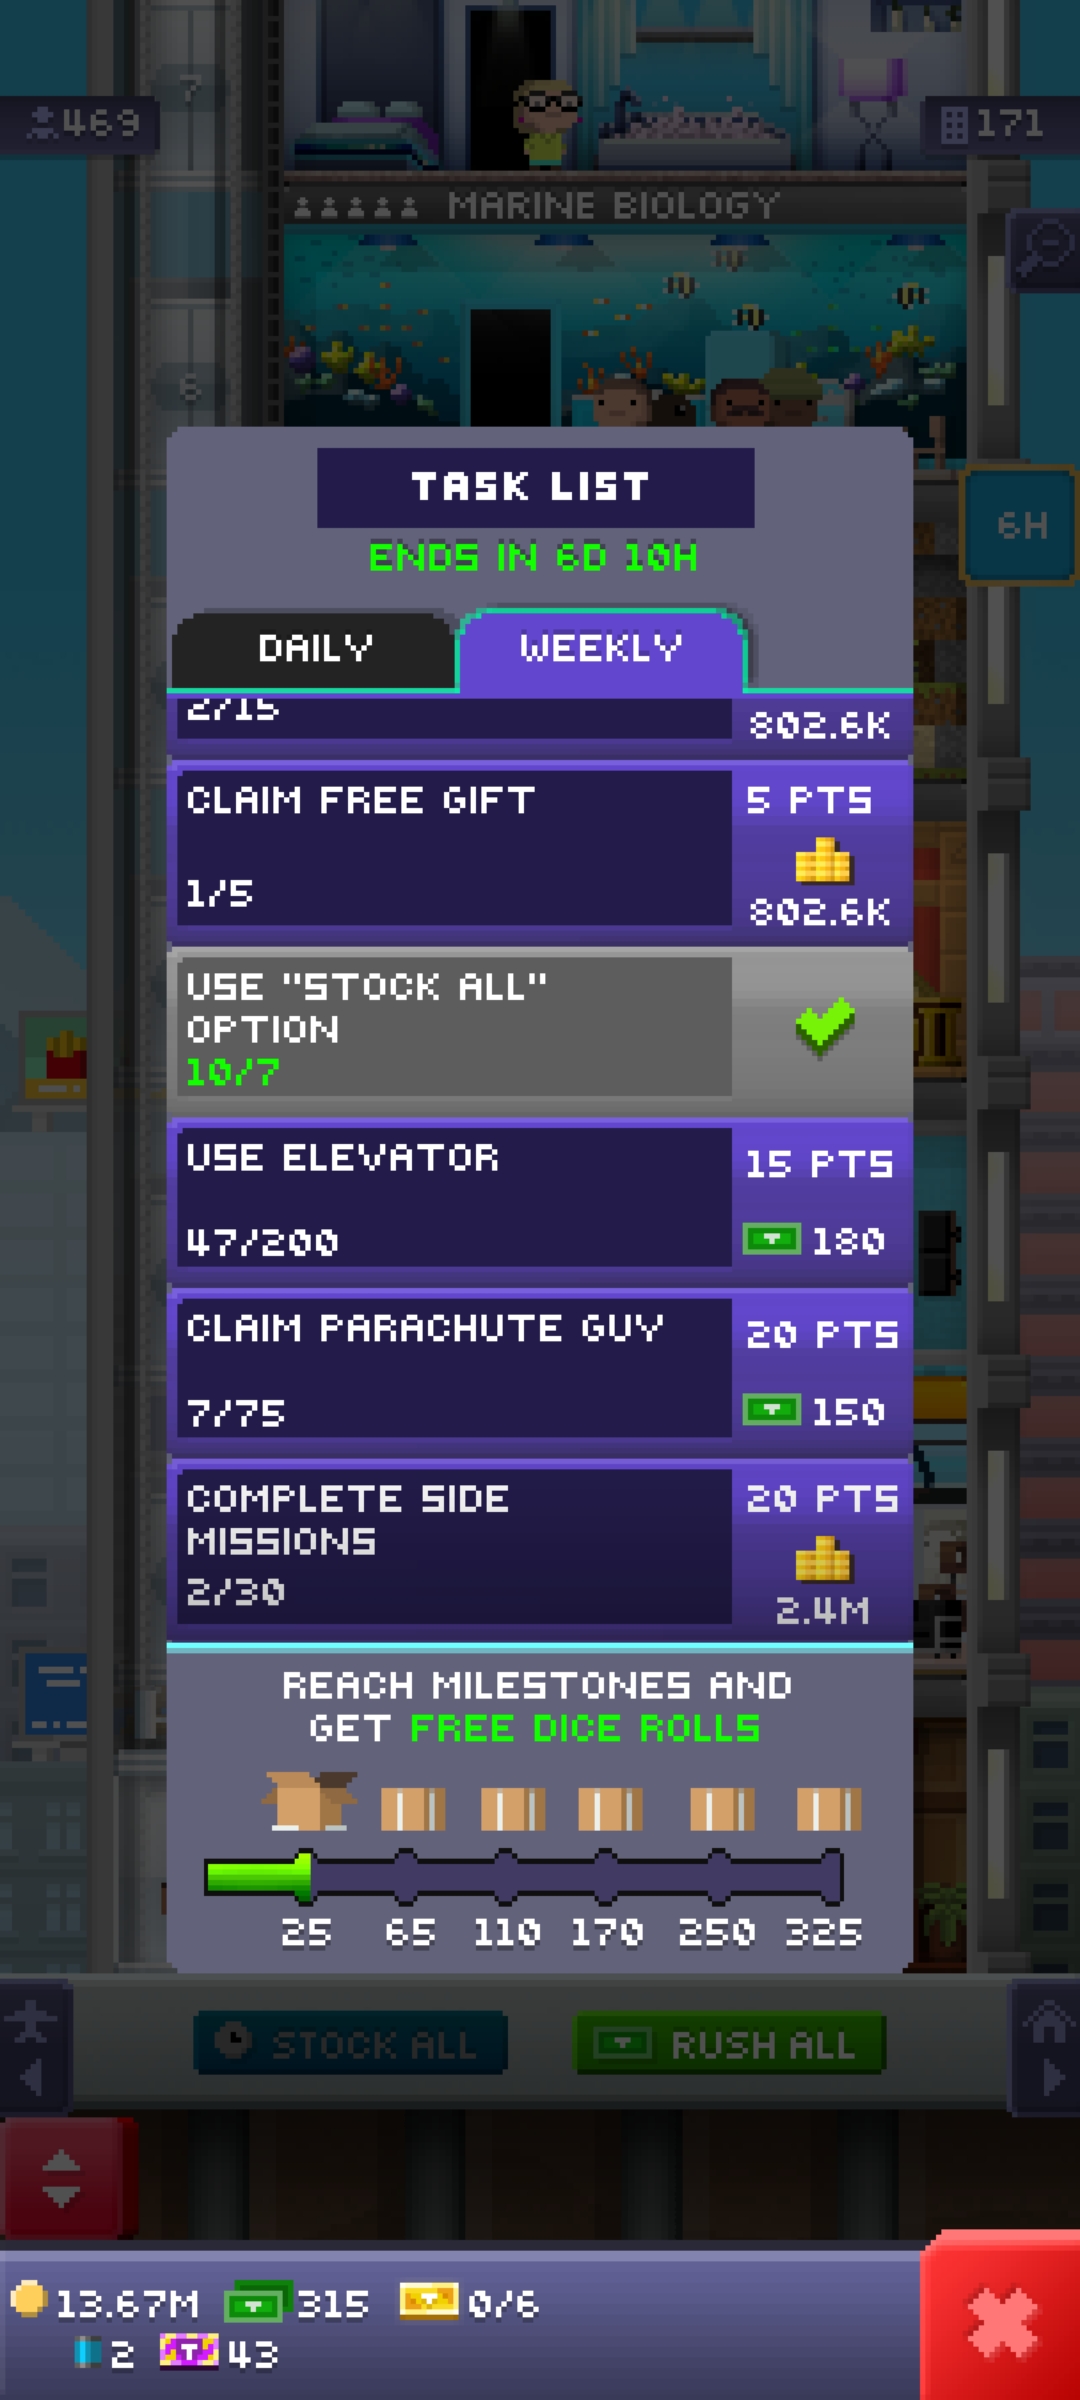 7
469
171
MARINE BIOLOGY
6
TASK LIST
ENDS IN 6D 10H
6H
DAILY
WEEKLY
2/15
802.6K
CLAIM FREE GIFT
5 PTS
1/5
802.6K
USE "STOCK ALL"
OPTION
10/7
USE ELEVATOR
15 PTS
47/200
180
CLAIM PARACHUTE GUY
20 PTS
7/75
150
COMPLETE SIDE
MISSIONS
20 PTS
2/30
2.4M
REACH MILESTONES AND
GET FREE DICE ROLLS
25 65 110 170 250 325
STOCK ALL
RUSH ALL
13.67M 315 0/6
2 43